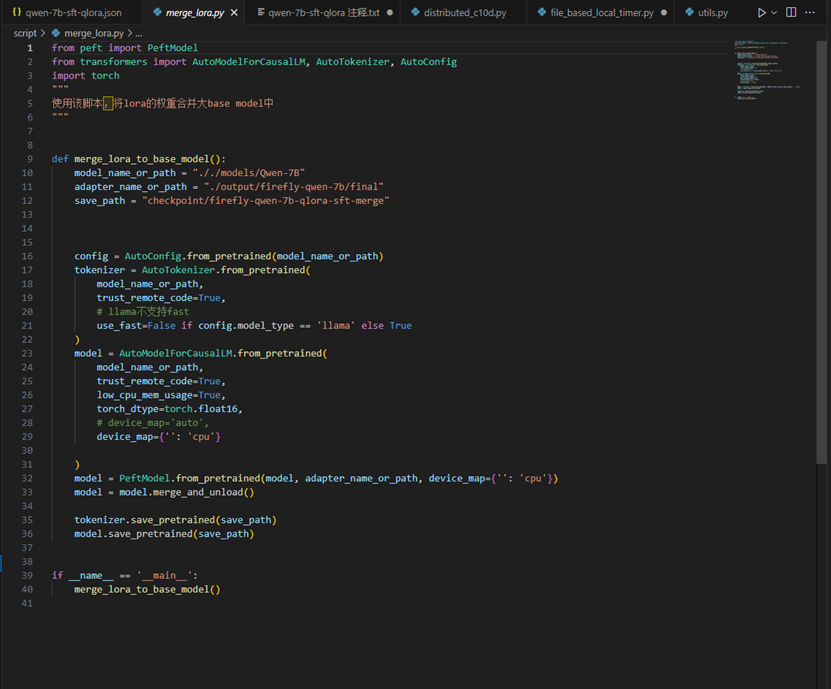 qwen-7b-sft-qlora.json merge_lora.py qwen-7b-sft-qlora 注释.txt distributed_c10d.py file_based_local_timer.py utils.py
script > merge_lora.py > ...
1 from peft import PeftModel
2 from transformers import AutoModelForCausalLM, AutoTokenizer, AutoConfig
3 import torch
4 """
5 使用该脚本，将lora的权重合并大base model中
6 """
7
8
9 def merge_lora_to_base_model():
10     model_name_or_path = "././models/Qwen-7B"
11     adapter_name_or_path = "./output/firefly-qwen-7b/final"
12     save_path = "checkpoint/firefly-qwen-7b-qlora-sft-merge"
13
14
15
16     config = AutoConfig.from_pretrained(model_name_or_path)
17     tokenizer = AutoTokenizer.from_pretrained(
18         model_name_or_path,
19         trust_remote_code=True,
20         # llama不支持fast
21         use_fast=False if config.model_type == 'llama' else True
22     )
23     model = AutoModelForCausalLM.from_pretrained(
24         model_name_or_path,
25         trust_remote_code=True,
26         low_cpu_mem_usage=True,
27         torch_dtype=torch.float16,
28         # device_map='auto',
29         device_map={'': 'cpu'}
30
31     )
32     model = PeftModel.from_pretrained(model, adapter_name_or_path, device_map={'': 'cpu'})
33     model = model.merge_and_unload()
34
35     tokenizer.save_pretrained(save_path)
36     model.save_pretrained(save_path)
37
38
39 if __name__ == '__main__':
40     merge_lora_to_base_model()
41